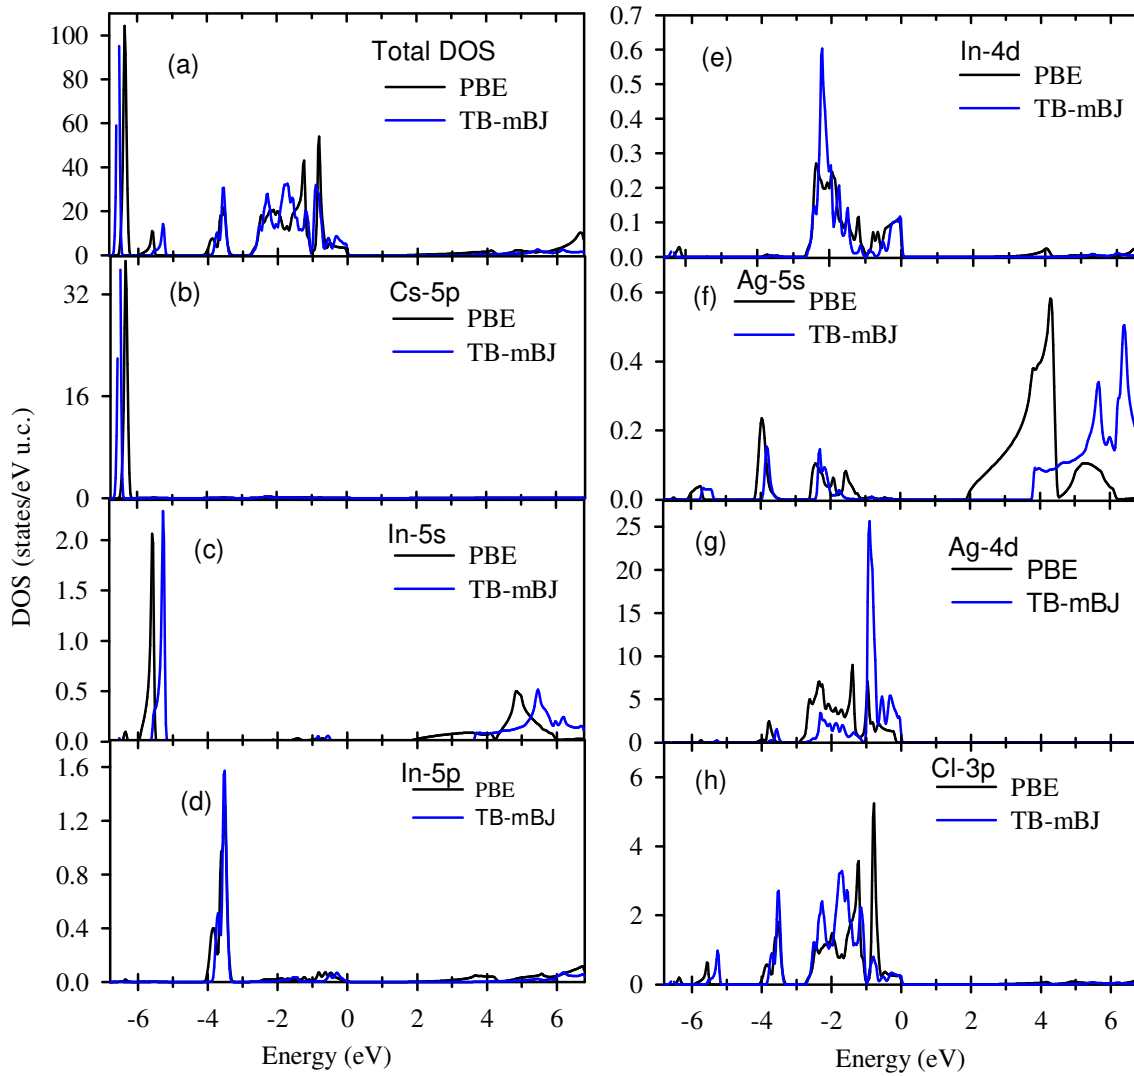 DOS (states/eV u.c.)
100
80
60
40
20
0
(a)
Total DOS
PBE
TB-mBJ
32
16
0
(b)
Cs-5p
PBE
TB-mBJ
2.0
1.5
1.0
0.5
0.0
(c)
In-5s
PBE
TB-mBJ
1.6
1.2
0.8
0.4
0.0
(d)
In-5p
PBE
TB-mBJ
-6 -4 -2 0 2 4 6
Energy (eV)
0.7
0.6
0.5
0.4
0.3
0.2
0.1
0.0
(e)
In-4d
PBE
TB-mBJ
0.6
0.4
0.2
0.0
(f)
Ag-5s
PBE
TB-mBJ
25
20
15
10
5
0
(g)
Ag-4d
PBE
TB-mBJ
6
4
2
0
(h)
Cl-3p
PBE
TB-mBJ
-6 -4 -2 0 2 4 6
Energy (eV)